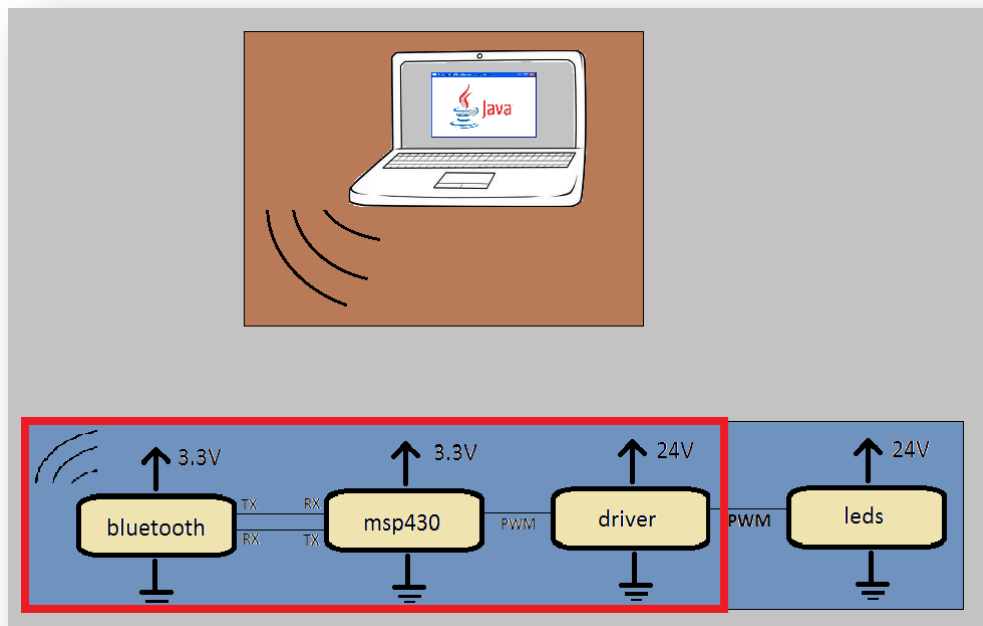 Java
3.3V
3.3V
24V
24V
TX
RX
bluetooth
msp430
PWM
driver
PWM
leds
RX
TX